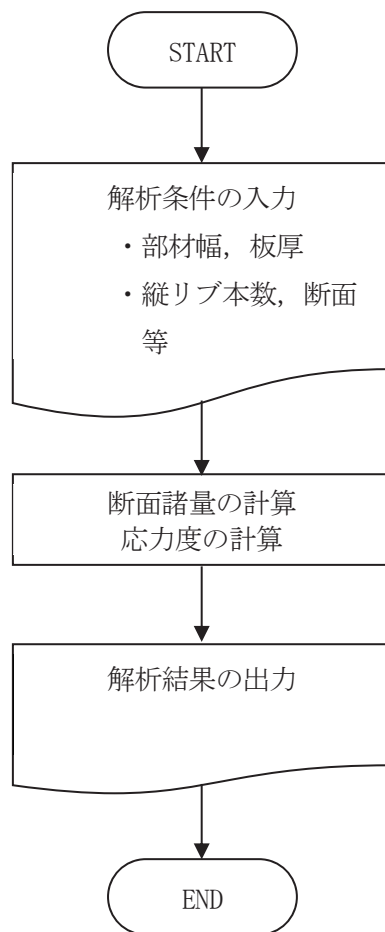 START
解析条件の入力
・部材幅，板厚
・縦リブ本数，断面
等
断面諸量の計算
応力度の計算
解析結果の出力
END